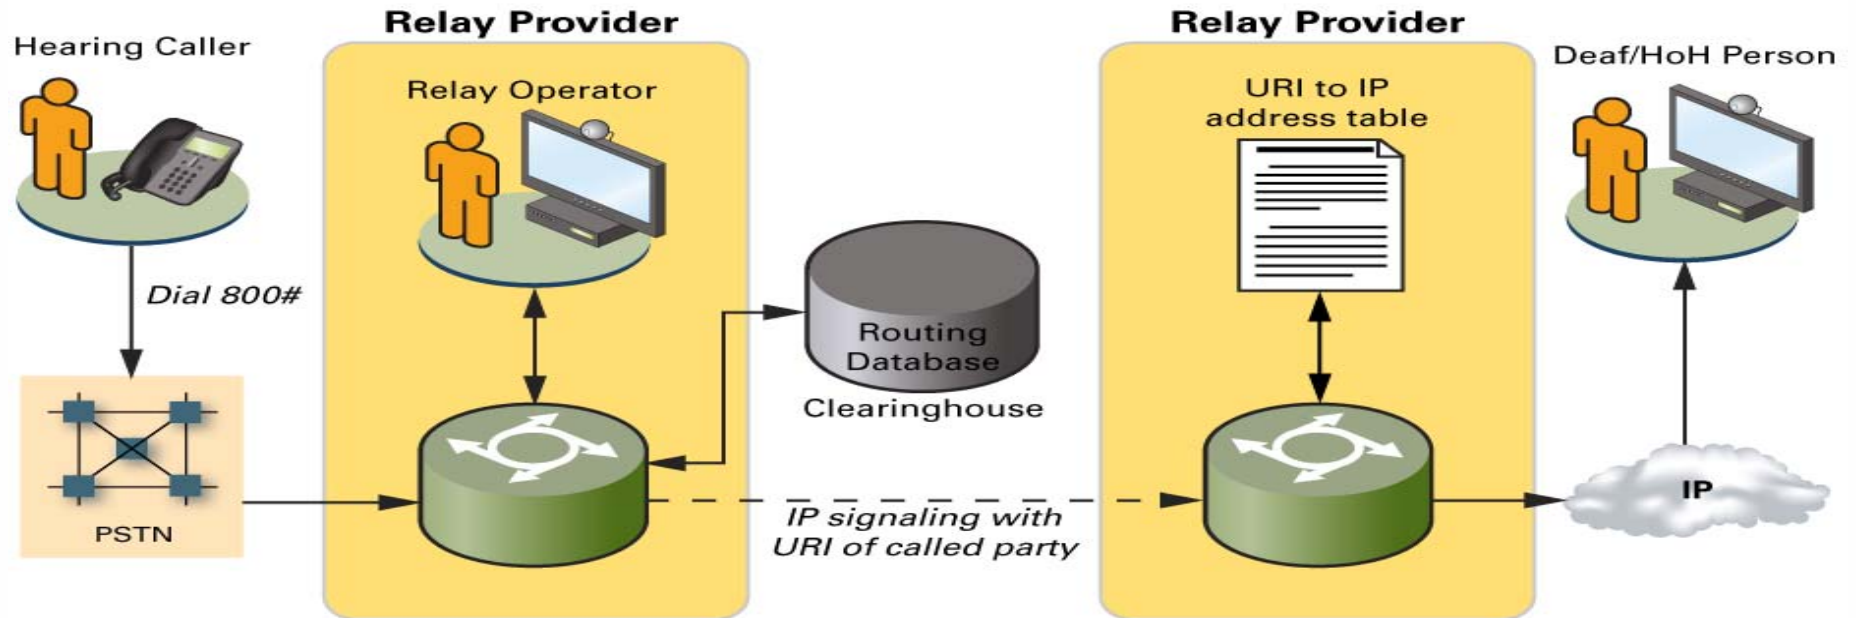 Relay Provider
Hearing Caller
Relay Operator
Dial 800#
PSTN
Routing
Database
Clearinghouse
IP signaling with
URI of called party
Relay Provider
URI to IP
address table
Deaf/HoH Person
IP